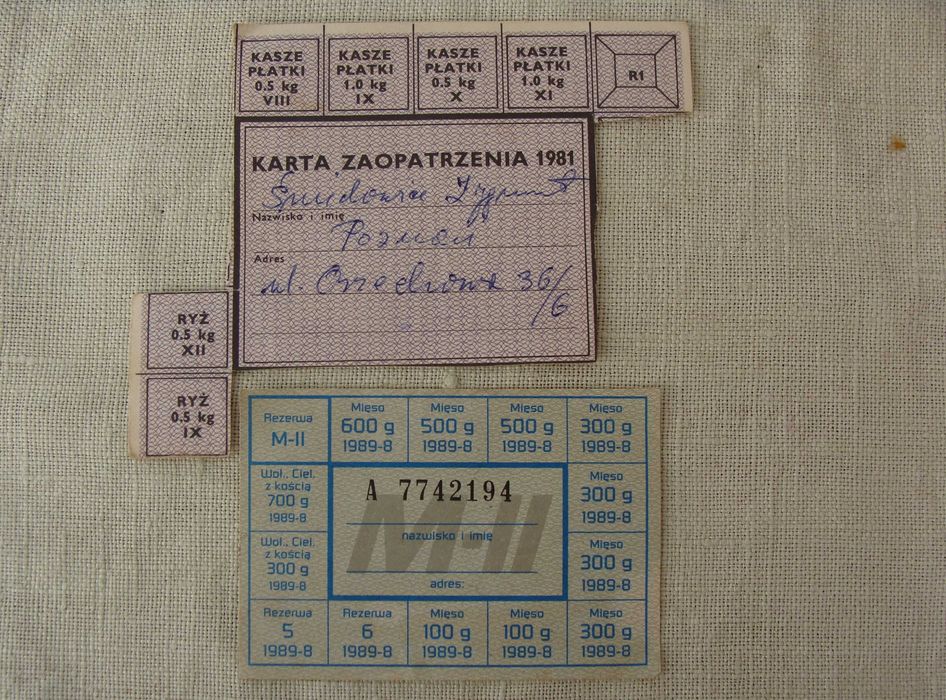 KASZE
PŁATKI
0.5 kg
VIII
KASZE
PŁATKI
1.0 kg
IX
KASZE
PŁATKI
0.5 kg
X
KASZE
PŁATKI
1.0 kg
XI
R1
KARTA ZAOPATRZENIA 1981
Zygmunt
Nazwisko i imię
Poznań
Adres
ul. Orzechowa 36/
/6
RYŻ
0.5 kg
XII
RYŻ
0.5 kg
IX
Rezerwa
M-II
Mięso
600 g
1989-8
Mięso
500 g
1989-8
Mięso
500 g
1989-8
Mięso
300 g
1989-8
Woł., Ciel.
z kością
700 g
1989-8
A 7742194
M-II
nazwisko i imię
adres:
Mięso
300 g
1989-8
Woł., Ciel.
z kością
300 g
1989-8
Mięso
300 g
1989-8
Rezerwa
5
1989-8
Rezerwa
6
1989-8
Mięso
100 g
1989-8
Mięso
100 g
1989-8
Mięso
300 g
1989-8